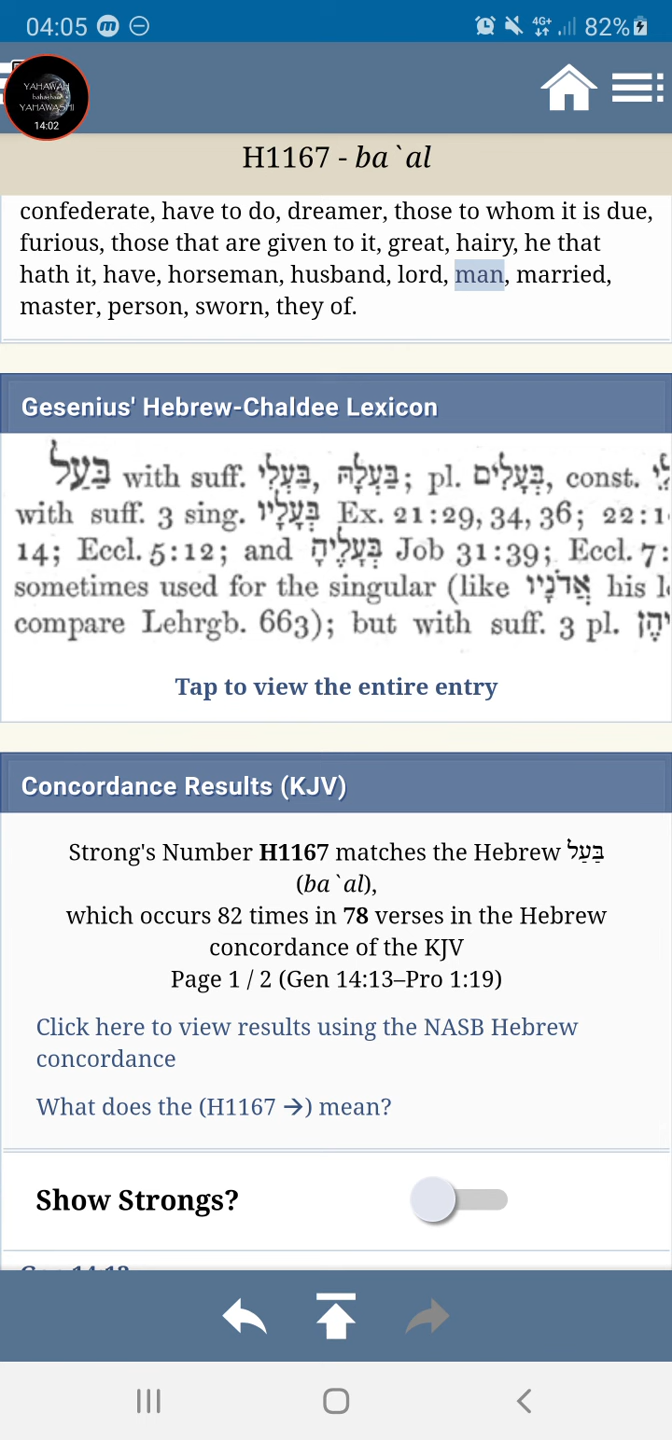 04:05
4G+ 82%
YAHAWAH
bahasham
YAHAWASHI
14:02
H1167 - ba`al
confederate, have to do, dreamer, those to whom it is due,
furious, those that are given to it, great, hairy, he that
hath it, have, horseman, husband, lord, man, married,
master, person, sworn, they of.
Gesenius' Hebrew-Chaldee Lexicon
בַּעַל with suff. בַּעְלִי, בַּעְלָהּ; pl. בְּעָלִים, const.
with suff. 3 sing. בְּעָלָיו Ex. 21:29, 34, 36; 22:1
14; Eccl. 5:12; and בְּעָלֶיהָ Job 31:39; Eccl. 7:
sometimes used for the singular (like אֲדֹנָיו his
compare Lehrgb. 663); but with suff. 3 pl.
Tap to view the entire entry
Concordance Results (KJV)
Strong's Number H1167 matches the Hebrew בַּעַל
(ba`al),
which occurs 82 times in 78 verses in the Hebrew
concordance of the KJV
Page 1 / 2 (Gen 14:13–Pro 1:19)
Click here to view results using the NASB Hebrew
concordance
What does the (H1167 →) mean?
Show Strongs?